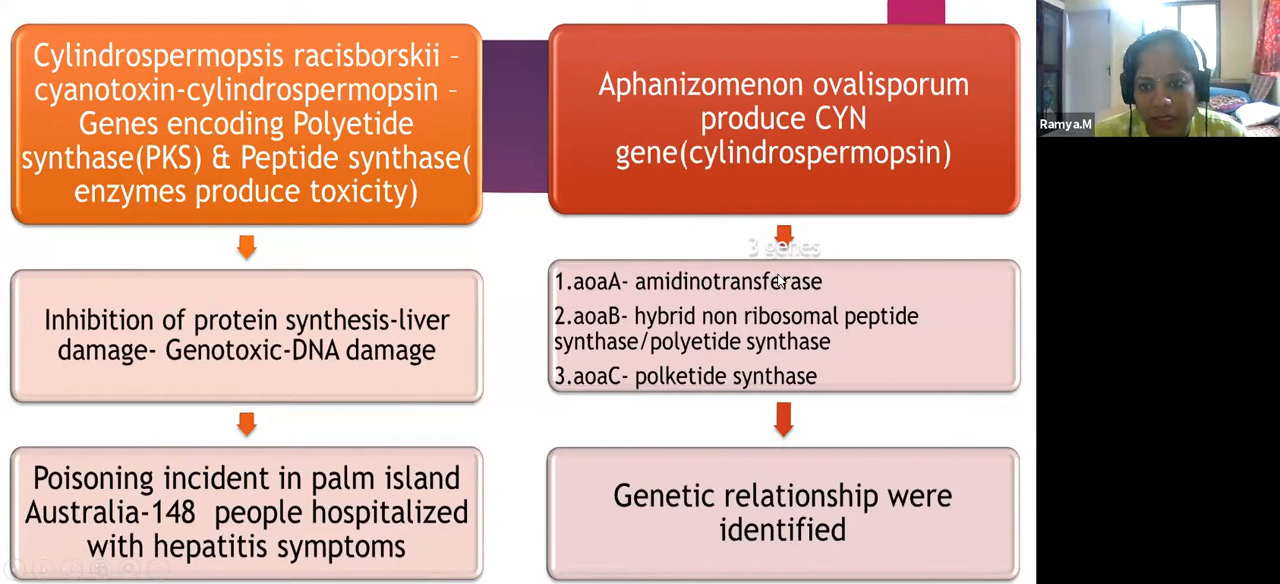 Cylindrospermopsis racisborskii –
cyanotoxin-cylindrospermopsin –
Genes encoding Polyetide
synthase(PKS) & Peptide synthase(
enzymes produce toxicity)
Inhibition of protein synthesis-liver
damage- Genotoxic-DNA damage
Poisoning incident in palm island
Australia-148 people hospitalized
with hepatitis symptoms
Aphanizomenon ovalisporum
produce CYN
gene(cylindrospermopsin)
3 genes
1.aoaA- amidinotransferase
2.aoaB- hybrid non ribosomal peptide
synthase/polyetide synthase
3.aoaC- polketide synthase
Genetic relationship were
identified
Ramya.M